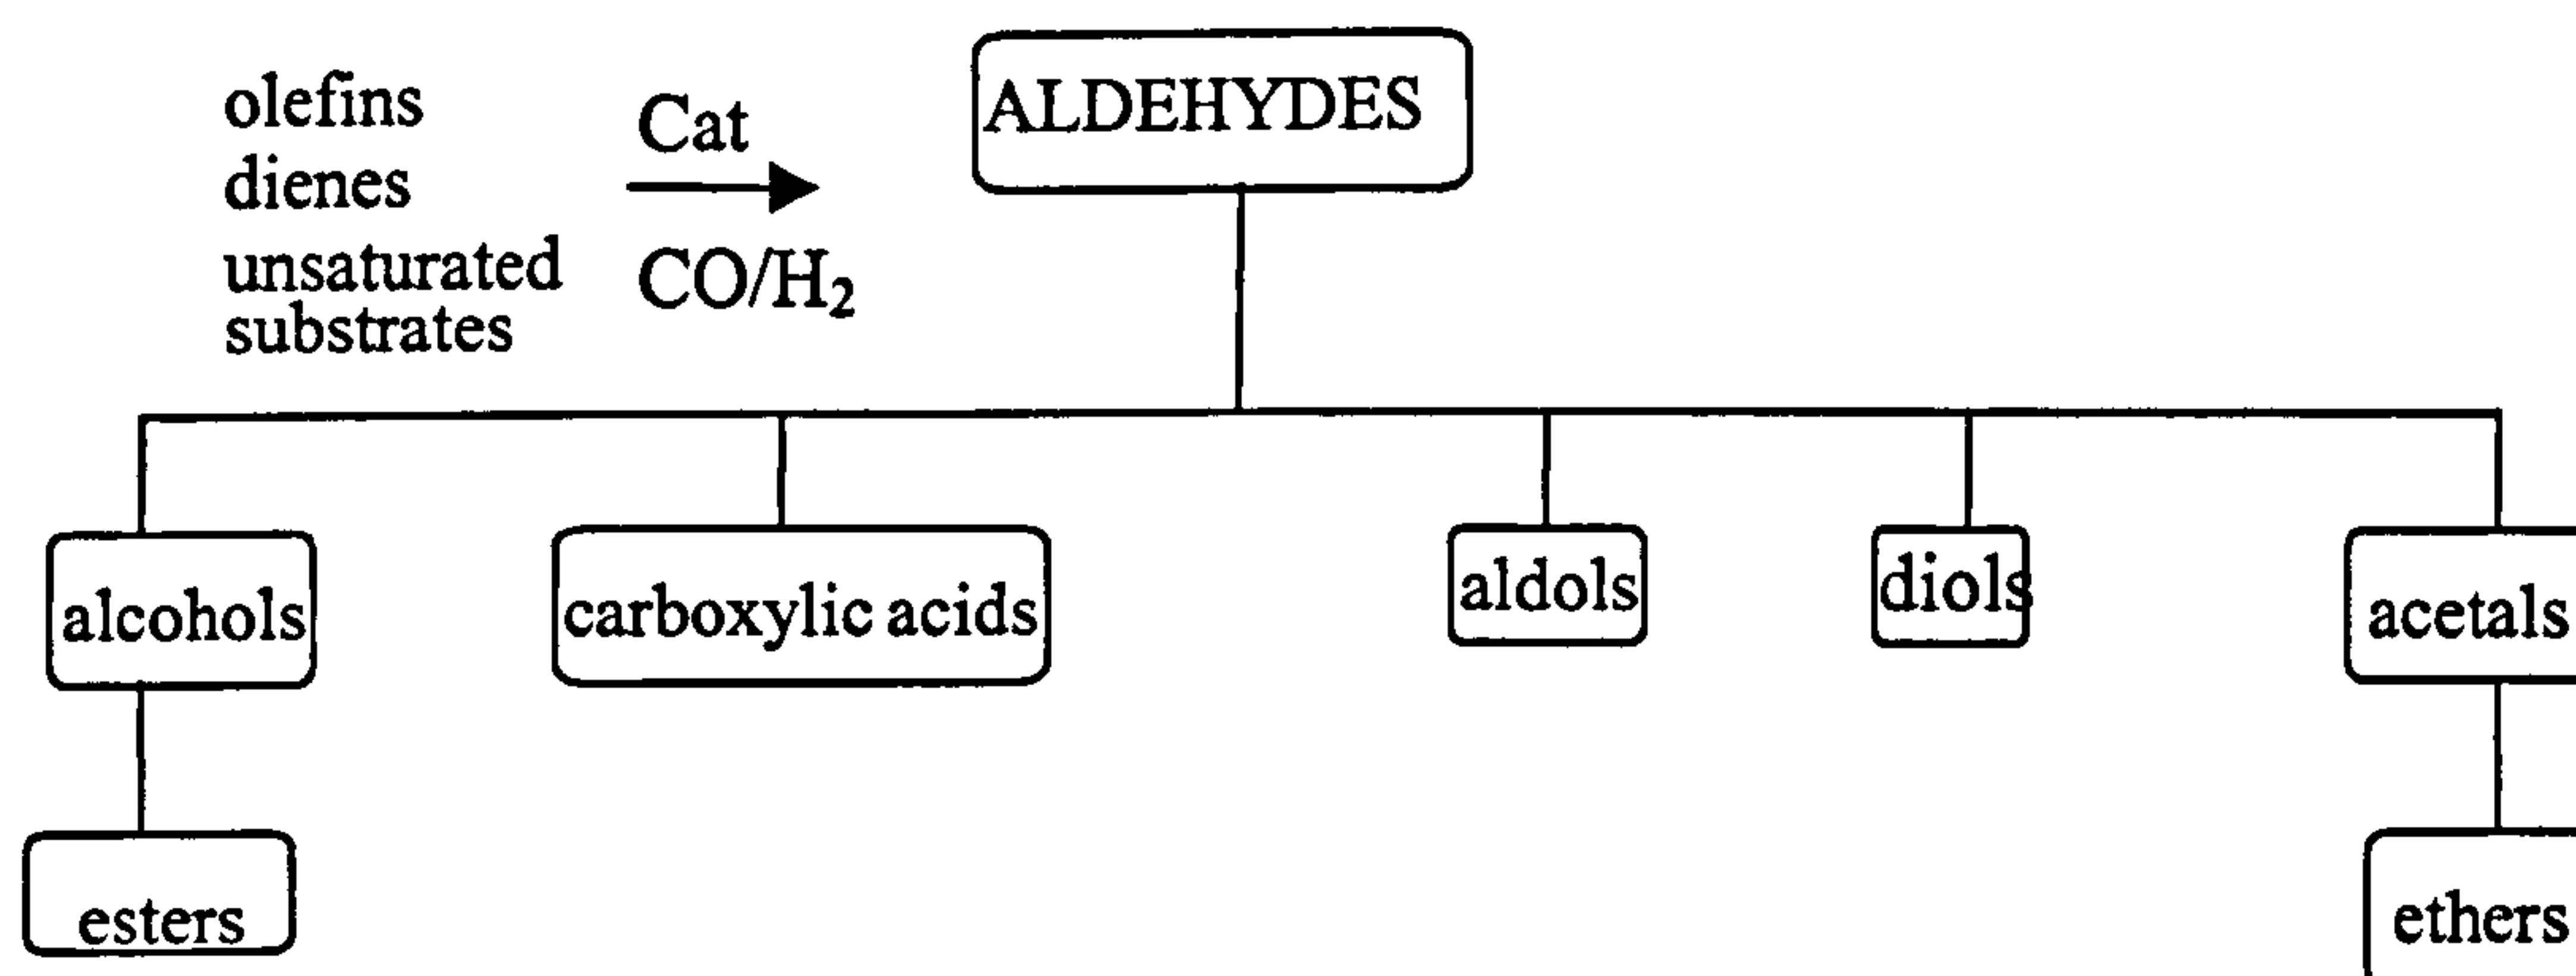 olefins
dienes
unsaturated
substrates
Cat
CO/H₂
ALDEHYDES
alcohols
carboxylic acids
aldols
diols
acetals
esters
ethers